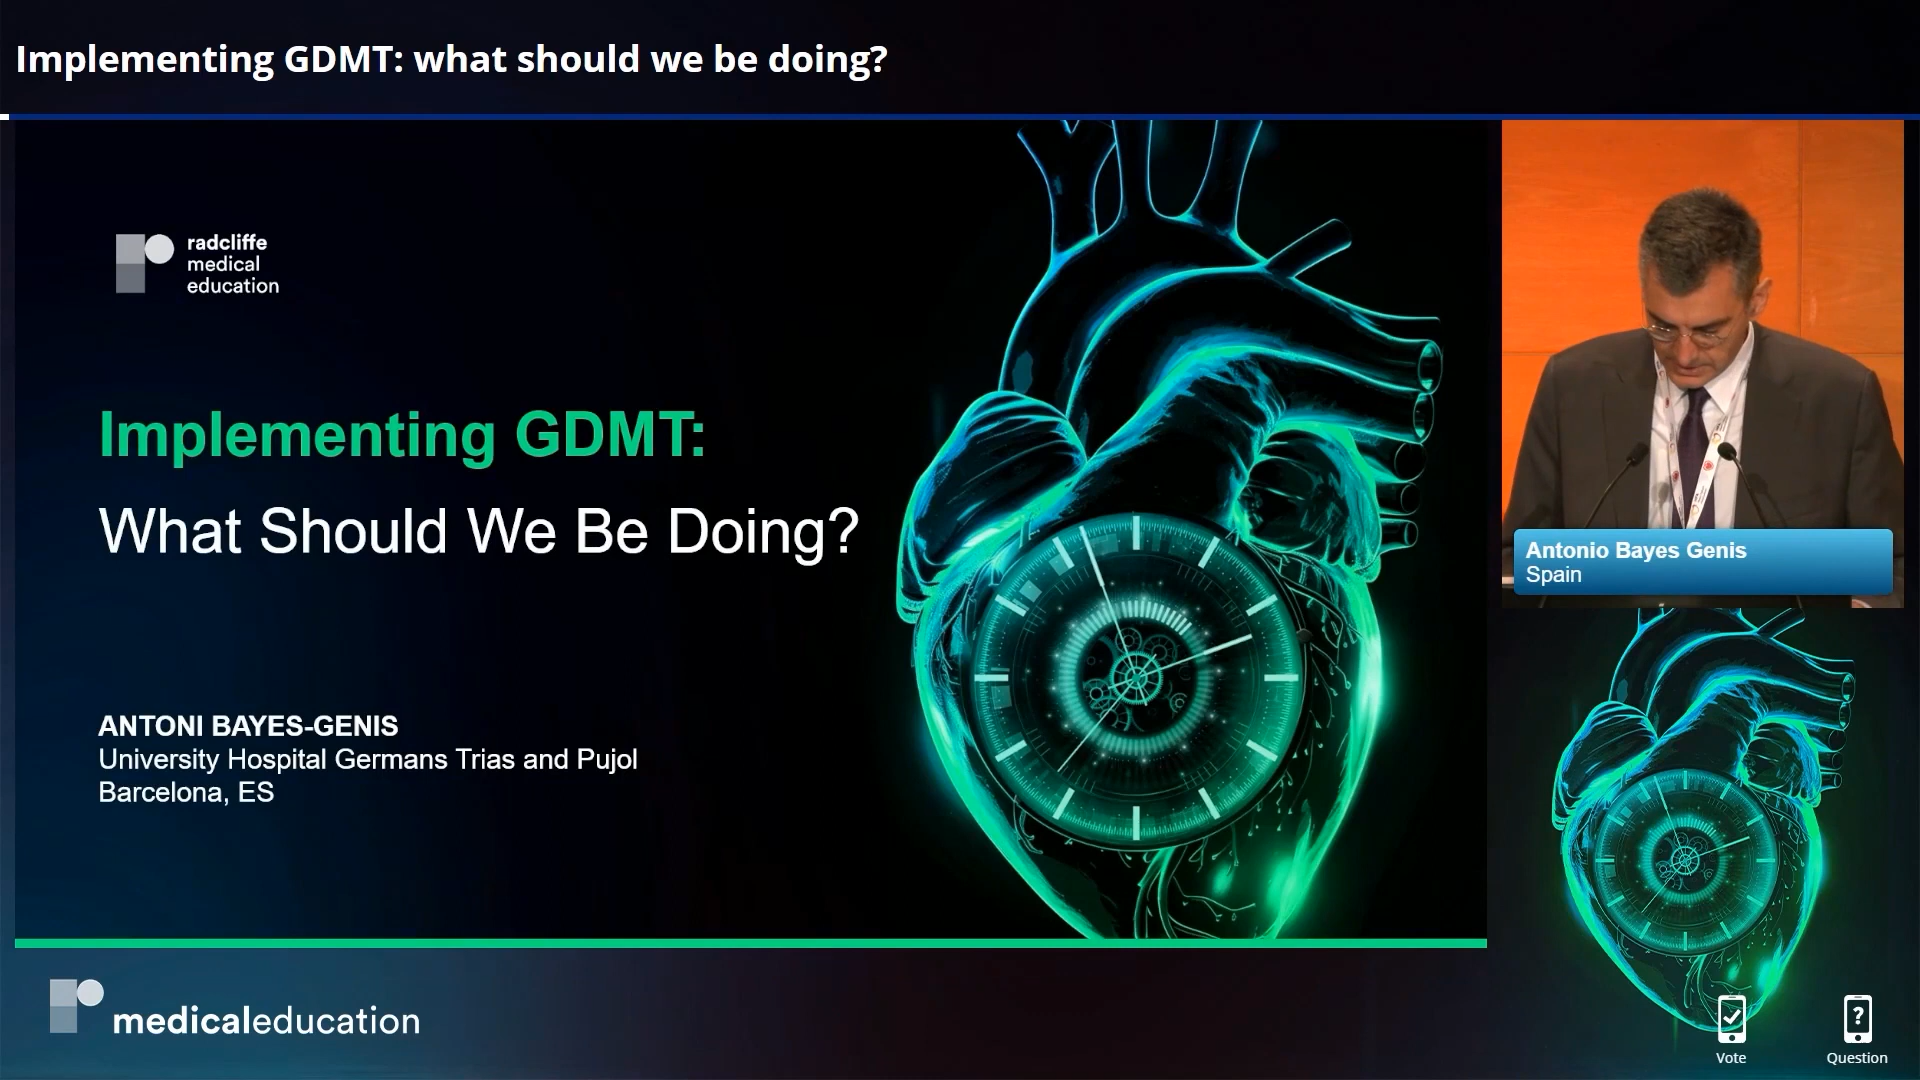 Implementing GDMT: what should we be doing?
radcliffe
medical
education
Implementing GDMT:
What Should We Be Doing?
ANTONI BAYES-GENIS
University Hospital Germans Trias and Pujol
Barcelona, ES
Antonio Bayes Genis
Spain
medicaleducation
Vote
?
Question